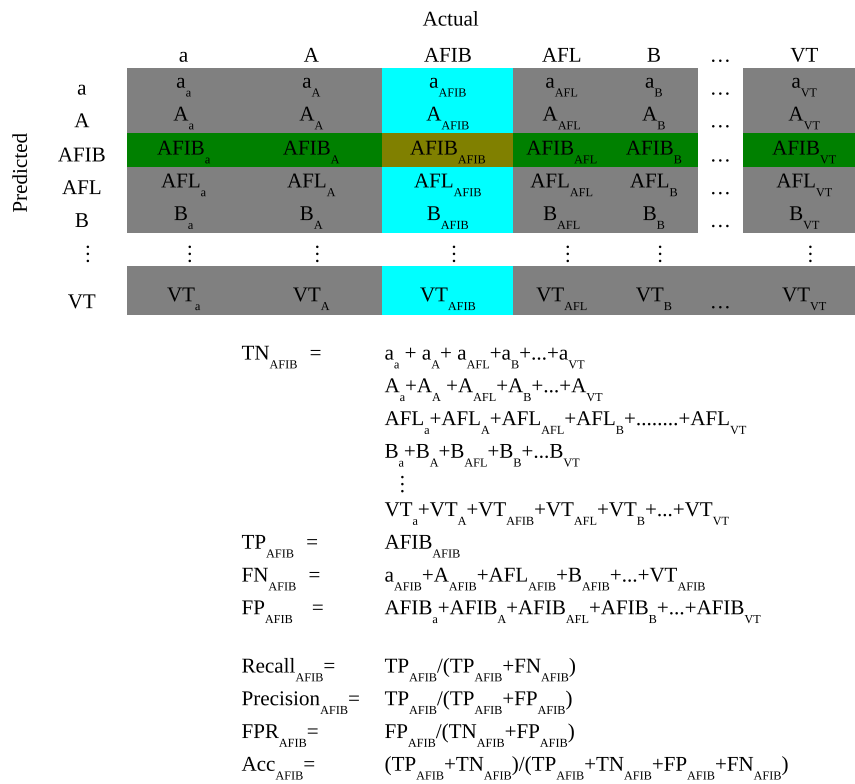 Actual
a A AFIB AFL B ... VT
a a_a a_A a_AFIB a_AFL a_B ... a_VT
A A_a A_A A_AFIB A_AFL A_B ... A_VT
Predicted
AFIB AFIB_a AFIB_A AFIB_AFIB AFIB_AFL AFIB_B ... AFIB_VT
AFL AFL_a AFL_A AFL_AFIB AFL_AFL AFL_B ... AFL_VT
B B_a B_A B_AFIB B_AFL B_B ... B_VT
⋮ ⋮ ⋮ ⋮ ⋮ ⋮ ⋮
VT VT_a VT_A VT_AFIB VT_AFL VT_B ... VT_VT
TN_AFIB = a_a + a_A+ a_AFL+a_B+...+a_VT
A_a+A_A +A_AFL+A_B+...+A_VT
AFL_a+AFL_A+AFL_AFL+AFL_B+........+AFL_VT
B_a+B_A+B_AFL+B_B+...B_VT
⋮
VT_a+VT_A+VT_AFIB+VT_AFL+VT_B+...+VT_VT
TP_AFIB = AFIB_AFIB
FN_AFIB = a_AFIB+A_AFIB+AFL_AFIB+B_AFIB+...+VT_AFIB
FP_AFIB = AFIB_a+AFIB_A+AFIB_AFL+AFIB_B+...+AFIB_VT
Recall_AFIB= TP_AFIB/(TP_AFIB+FN_AFIB)
Precision_AFIB= TP_AFIB/(TP_AFIB+FP_AFIB)
FPR_AFIB= FP_AFIB/(TN_AFIB+FP_AFIB)
Acc_AFIB= (TP_AFIB+TN_AFIB)/(TP_AFIB+TN_AFIB+FP_AFIB+FN_AFIB)